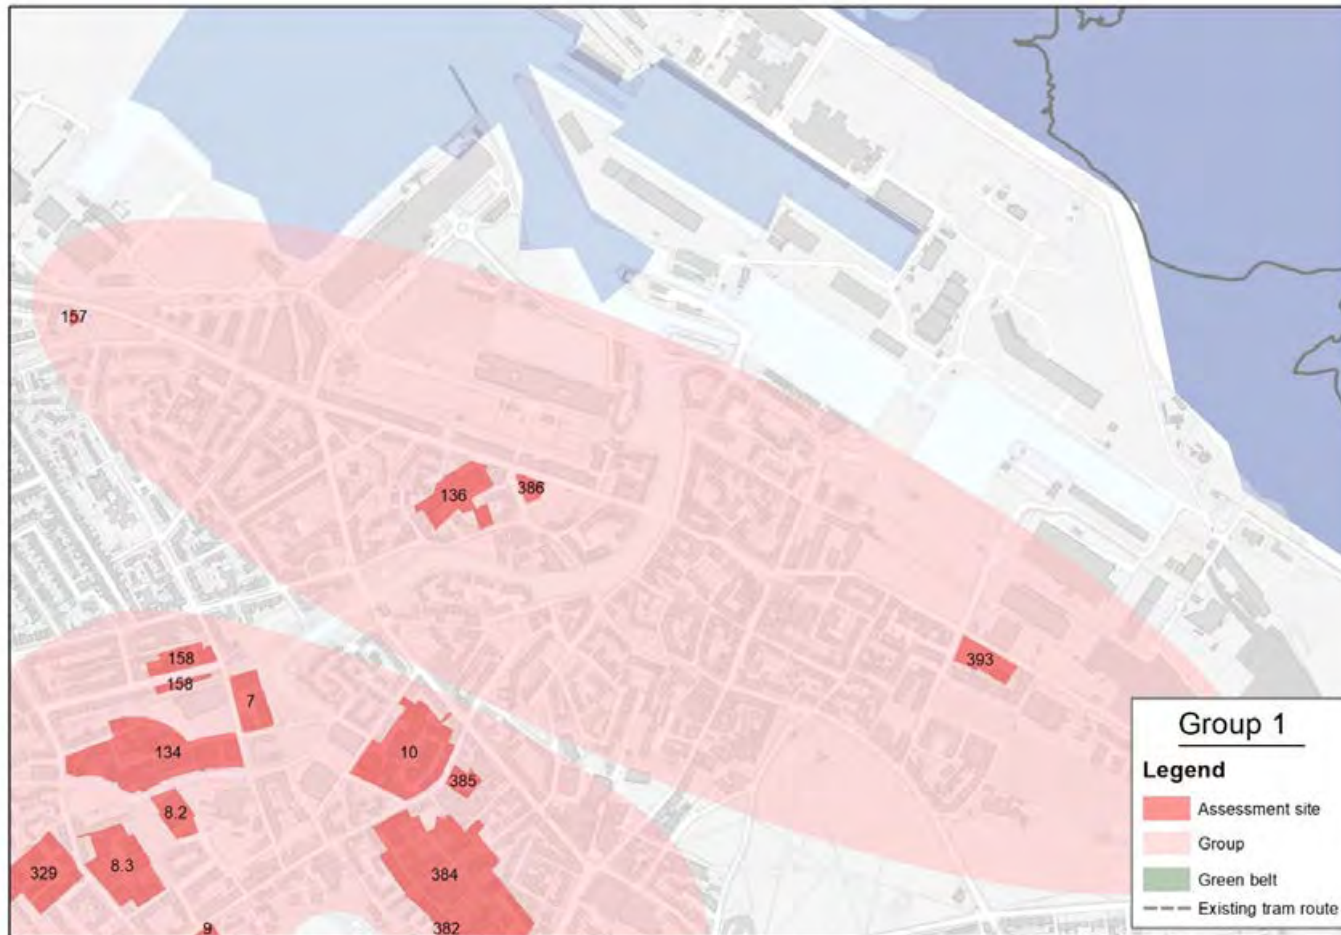 157
136
386
393
158
158
7
134
10
385
8.2
8.3
329
384
9
382
Group 1
Legend
Assessment site
Group
Green belt
Existing tram route